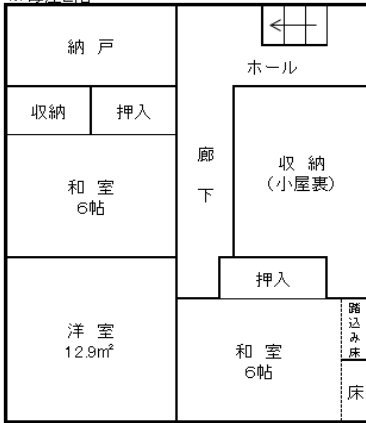 納 戸
ホール
収納
押入
廊下
収 納
(小屋裏)
和 室
6帖
押入
洋 室
12.9㎡
和 室
6帖
踏込み床
床